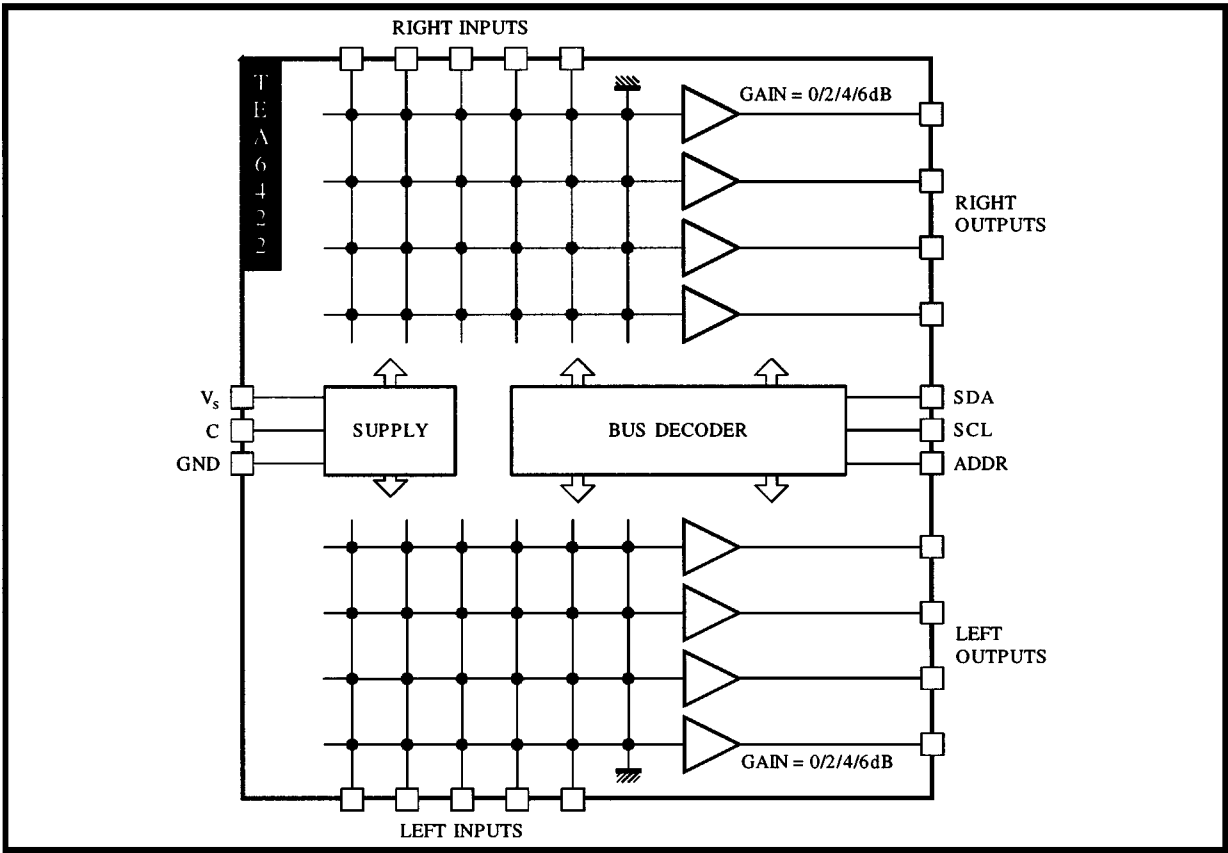 RIGHT INPUTS
TEA6422
GAIN = 0/2/4/6dB
RIGHT
OUTPUTS
Vs
C
GND
SUPPLY
BUS DECODER
SDA
SCL
ADDR
LEFT
OUTPUTS
GAIN = 0/2/4/6dB
LEFT INPUTS